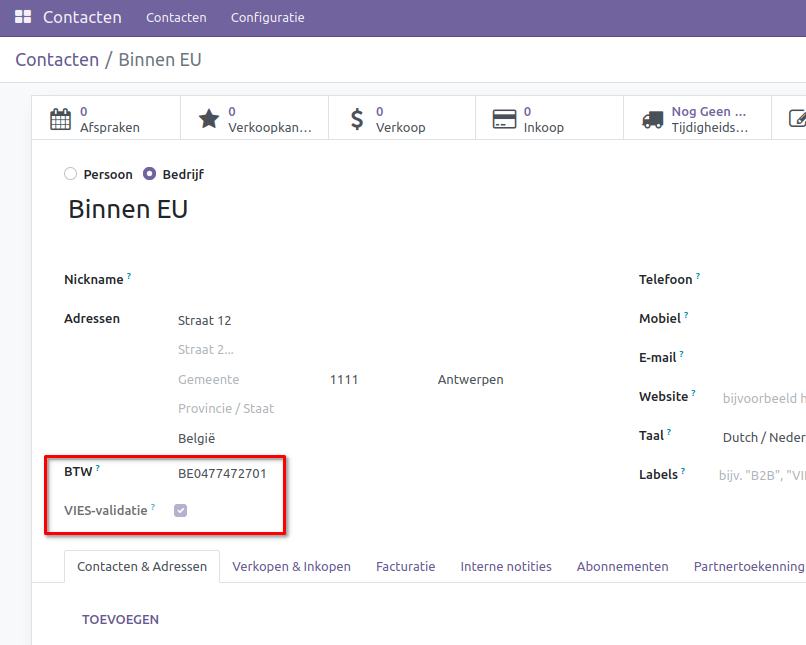 Contacten Contacten Configuratie
Contacten / Binnen EU
0 Afspraken
0 Verkoopkan...
0 Verkoop
0 Inkoop
Nog Geen ... Tijdigheids...
Persoon Bedrijf
Binnen EU
Nickname ?
Telefoon ?
Adressen Straat 12
Mobiel ?
Straat 2...
E-mail ?
Gemeente 1111 Antwerpen
Website ? bijvoorbeeld h
Provincie / Staat
Taal ? Dutch / Neder
België
BTW ? BE0477472701
Labels ? bijv. "B2B", "VI
VIES-validatie ?
Contacten & Adressen Verkopen & Inkopen Facturatie Interne notities Abonnementen Partnertoekenning
TOEVOEGEN